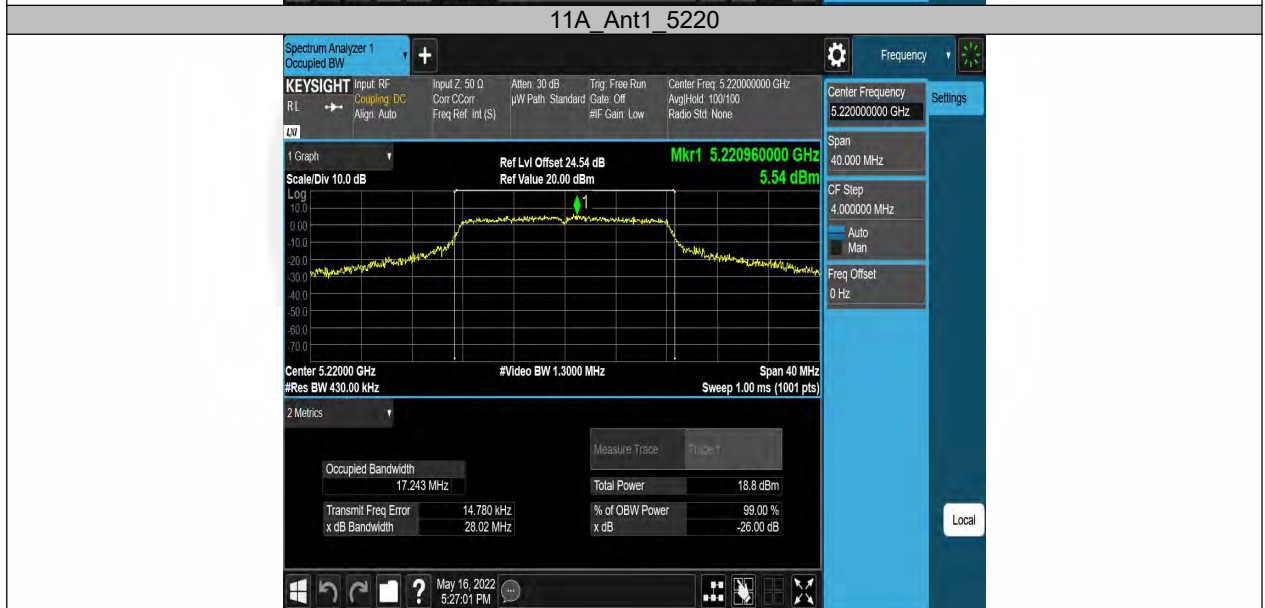 11A_Ant1_5220
Spectrum Analyzer 1
Occupied BW
+
Frequency
KEYSIGHT
Input: RF
Input Z: 50 Ω
Atten: 30 dB
Trig: Free Run
Center Freq: 5.220000000 GHz
RL
Coupling: DC
Corr CCorr
µW Path: Standard
Gate: Off
Avg|Hold: 100/100
Align: Auto
Freq Ref: Int (S)
#IF Gain: Low
Radio Std: None
LXI
Center Frequency
5.220000000 GHz
Settings
Span
40.000 MHz
CF Step
4.000000 MHz
Auto
Man
Freq Offset
0 Hz
Local
1 Graph
Ref Lvl Offset 24.54 dB
Mkr1 5.220960000 GHz
Scale/Div 10.0 dB
Ref Value 20.00 dBm
5.54 dBm
Log
10.0
0.00
-10.0
-20.0
-30.0
-40.0
-50.0
-60.0
-70.0
1
Center 5.22000 GHz
#Video BW 1.3000 MHz
Span 40 MHz
#Res BW 430.00 kHz
Sweep 1.00 ms (1001 pts)
2 Metrics
Measure Trace
Trace 1
Occupied Bandwidth
17.243 MHz
Total Power
18.8 dBm
Transmit Freq Error
14.780 kHz
% of OBW Power
99.00 %
x dB Bandwidth
28.02 MHz
x dB
-26.00 dB
?
May 16, 2022
5:27:01 PM